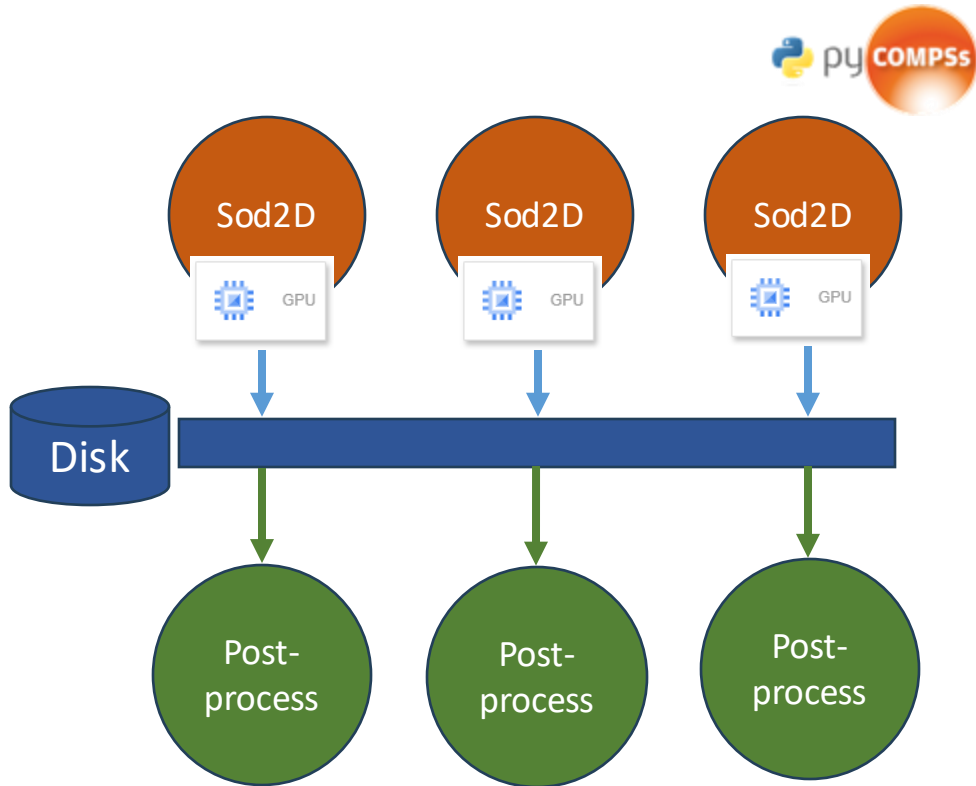 py COMPSs
Sod2D
Sod2D
Sod2D
GPU
GPU
GPU
Disk
Post-
process
Post-
process
Post-
process